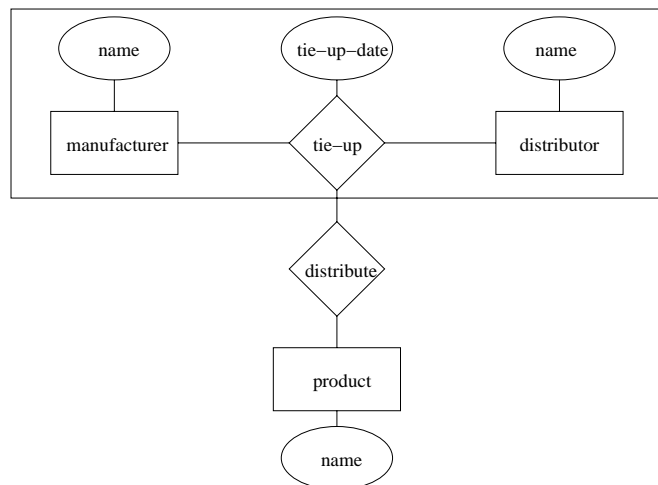 name
tie−up−date
name
manufacturer
tie−up
distributor
distribute
product
name